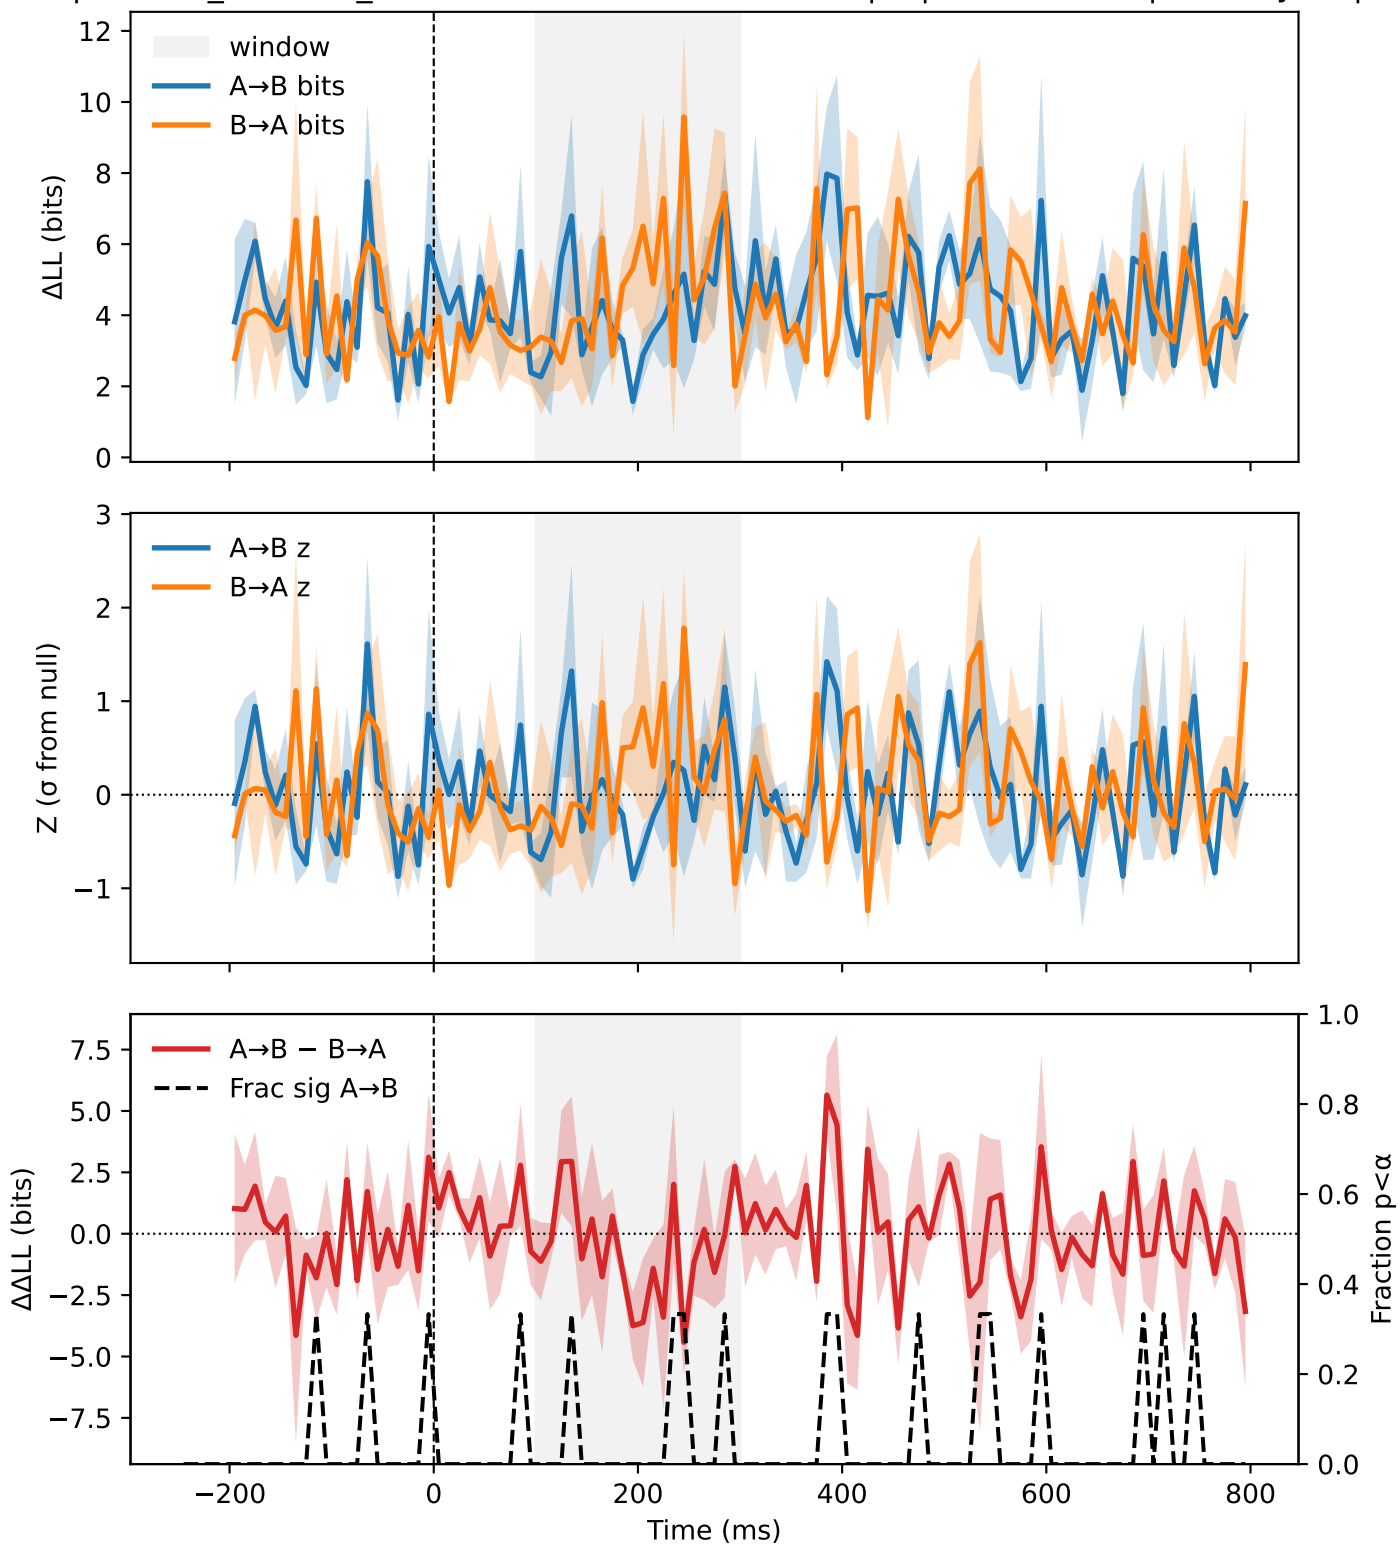 12
10
8
6
4
2
0
ΔLL (bits)
window
A→B bits
B→A bits
3
2
1
0
−1
Z (σ from null)
A→B z
B→A z
7.5
5.0
2.5
0.0
−2.5
−5.0
−7.5
ΔΔLL (bits)
A→B − B→A
Frac sig A→B
1.0
0.8
0.6
0.4
0.2
0.0
Fraction p<α
−200 0 200 400 600 800
Time (ms)